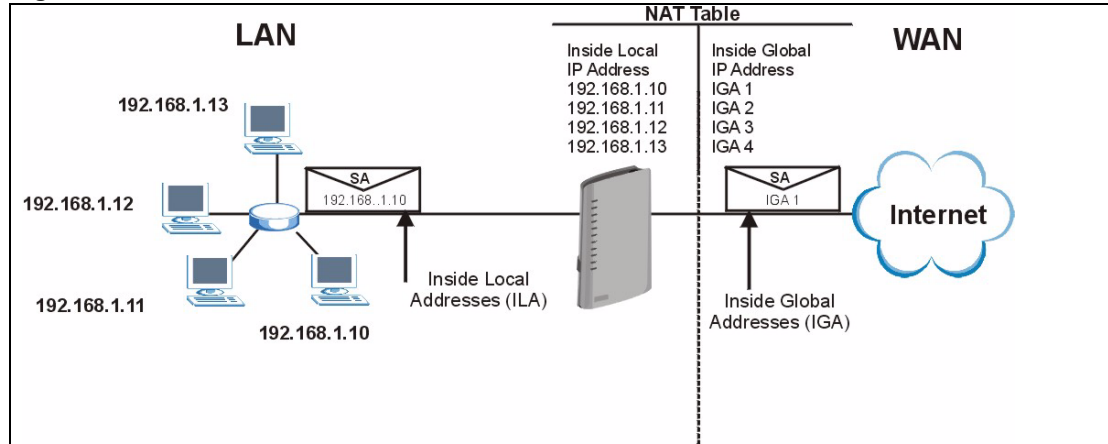 NAT Table
LAN
WAN
Inside Local
IP Address
192.168.1.10
192.168.1.11
192.168.1.12
192.168.1.13
Inside Global
IP Address
IGA 1
IGA 2
IGA 3
IGA 4
192.168.1.13
192.168.1.12
192.168.1.11
192.168.1.10
SA
192.168..1.10
Inside Local
Addresses (ILA)
SA
IGA 1
Inside Global
Addresses (IGA)
Internet